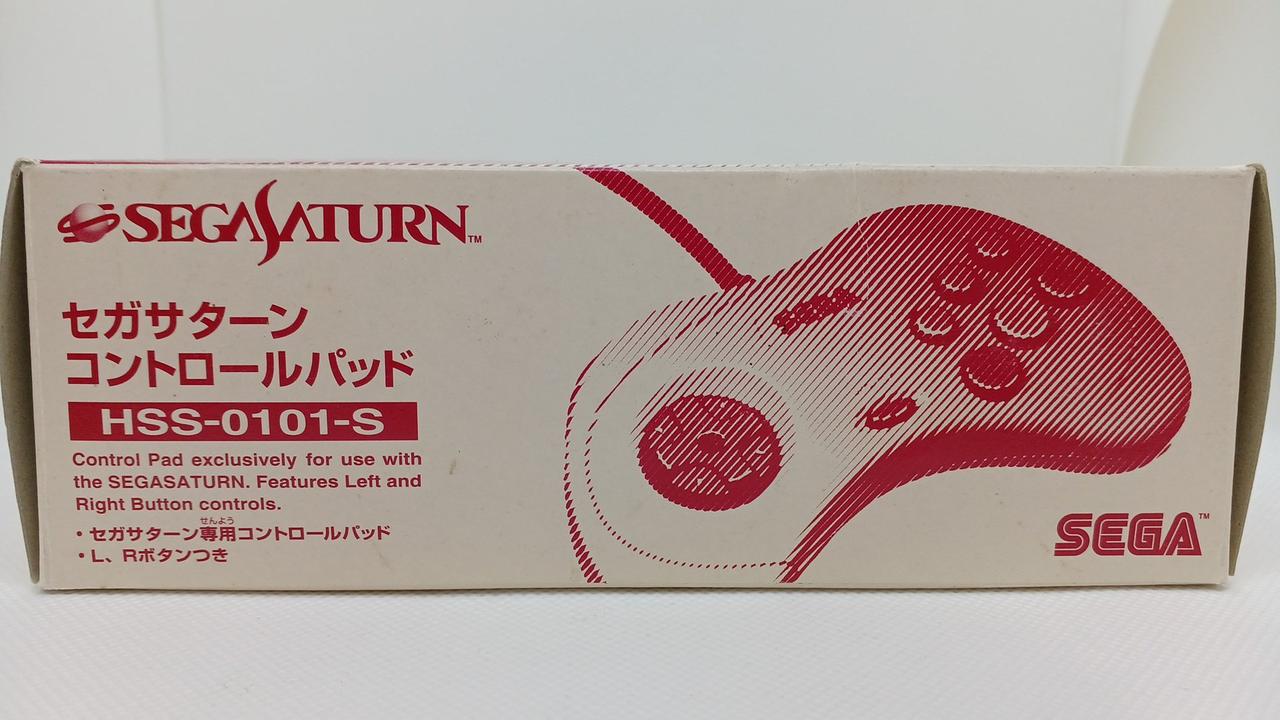 SEGASATURN™
セガサターン
コントロールパッド
HSS-0101-S
Control Pad exclusively for use with
the SEGASATURN. Features Left and
Right Button controls.
せんよう
・セガサターン専用コントロールパッド
・L、Rボタンつき
SEGA
SEGA™